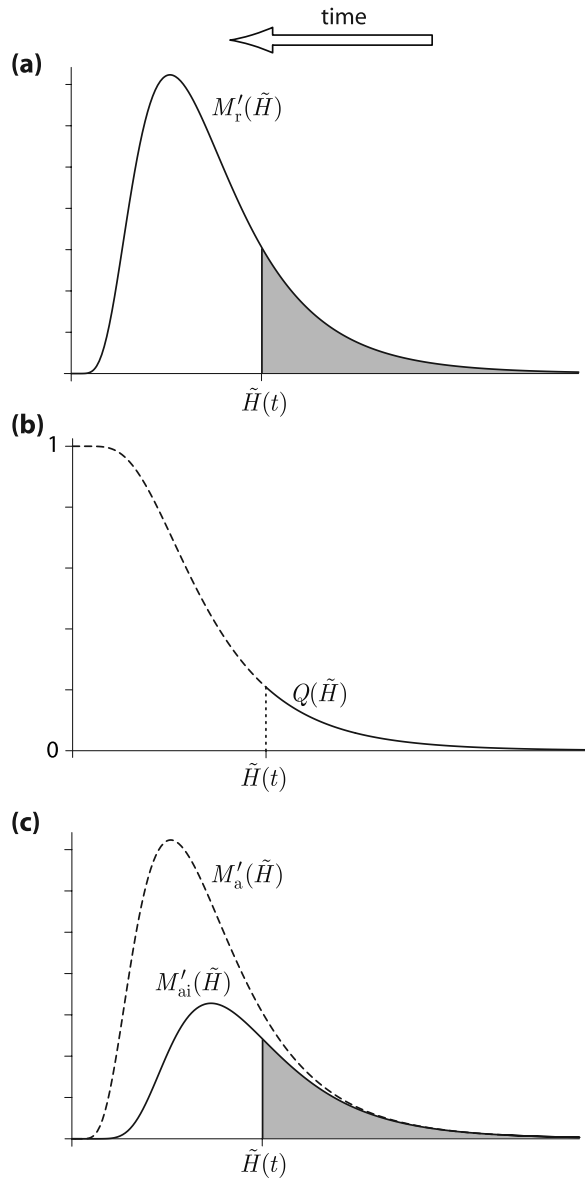 time
(a)
M′r(H̃)
H̃(t)
(b)
1
Q(H̃)
0
H̃(t)
(c)
M′a(H̃)
M′ai(H̃)
H̃(t)